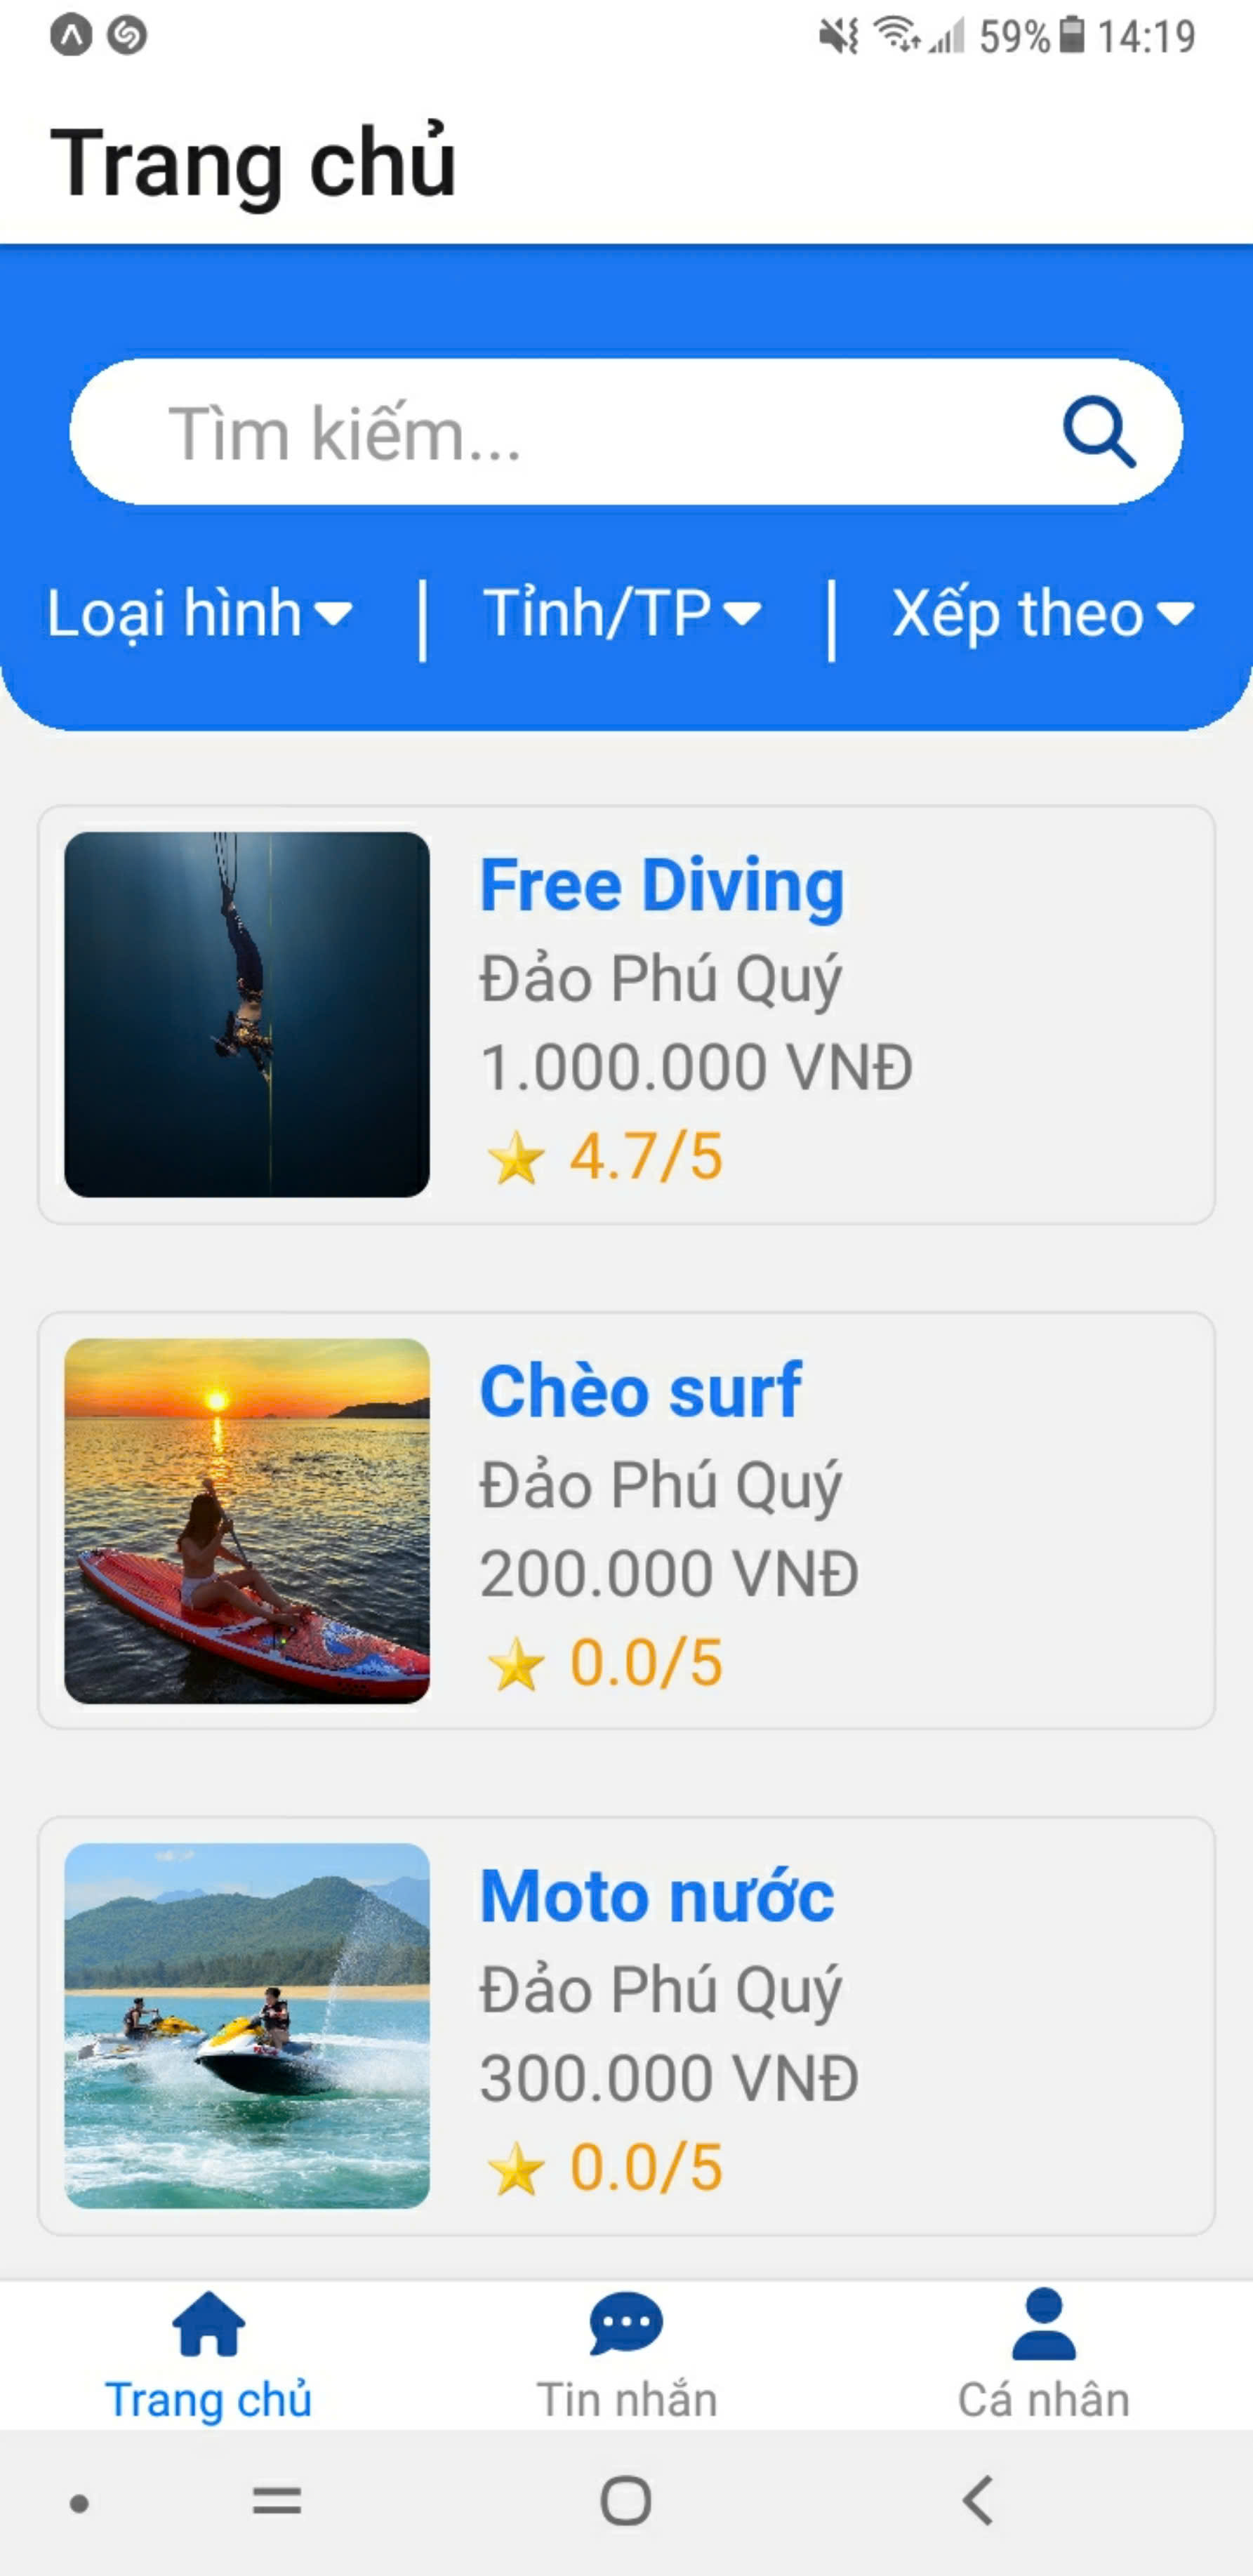 59% 14:19
Trang chủ
Tìm kiếm...
Loại hình | Tỉnh/TP | Xếp theo
Free Diving
Đảo Phú Quý
1.000.000 VNĐ
4.7/5
Chèo surf
Đảo Phú Quý
200.000 VNĐ
0.0/5
Moto nước
Đảo Phú Quý
300.000 VNĐ
0.0/5
Trang chủ Tin nhắn Cá nhân